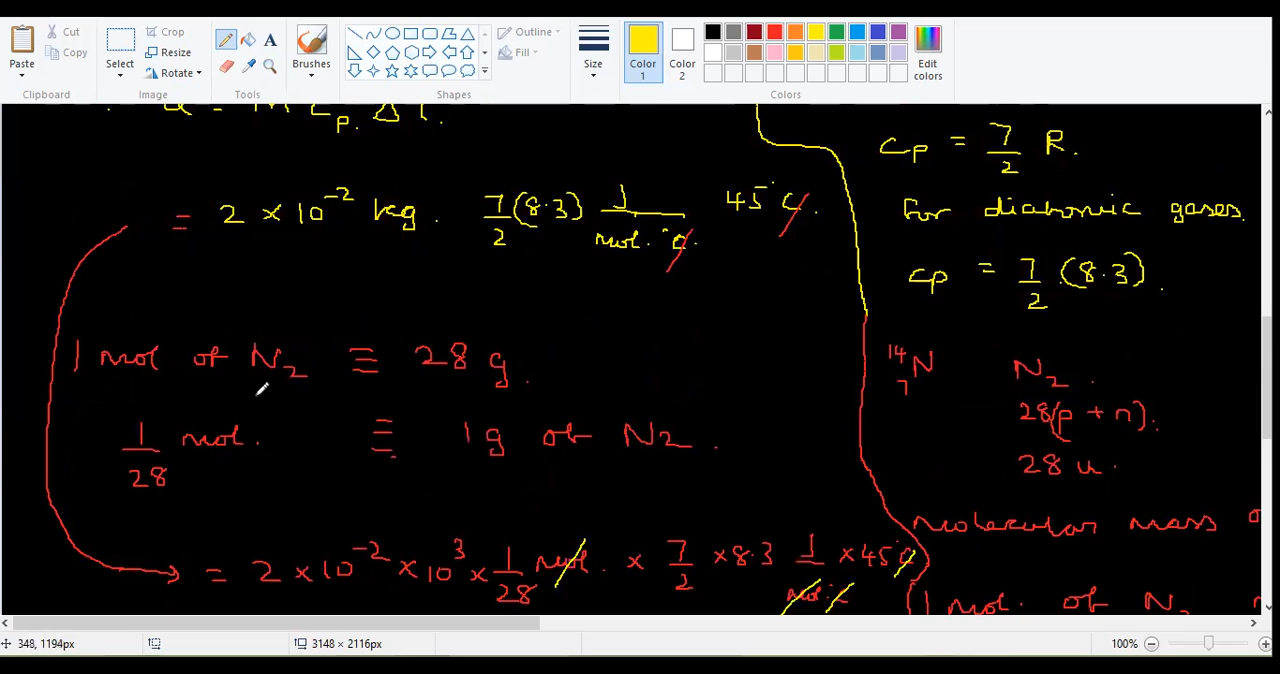 Cut
Copy
Paste
Clipboard
Select
Crop
Resize
Rotate
Image
A
Tools
Brushes
Outline
Fill
Shapes
Size
Color
1
Color
2
Edit
colors
Colors
Cp. Δ T.
= 2 × 10⁻² kg. 7/2 (8.3) J/mol. °C. 45°C.
1 mol of N₂ ≡ 28 g.
1/28 mol. ≡ 1g of N2.
= 2 × 10⁻² × 10³ × 1/28 mol. × 7/2 × 8.3 J/mol.°C × 45°C
Cp = 7/2 R.
For diatomic gases.
Cp = 7/2 (8.3).
¹⁴₇N N₂.
28(p + n).
28 u.
molecular mass o
(1 mol. of N₂
348, 1194px
3148 × 2116px
100%